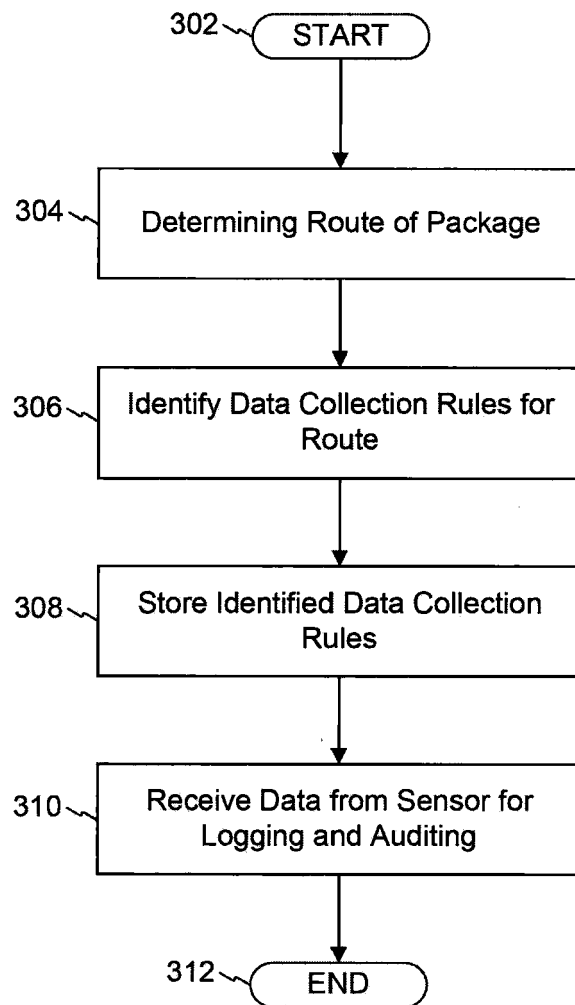 302
START
304
Determining Route of Package
306
Identify Data Collection Rules for
Route
308
Store Identified Data Collection
Rules
310
Receive Data from Sensor for
Logging and Auditing
312
END